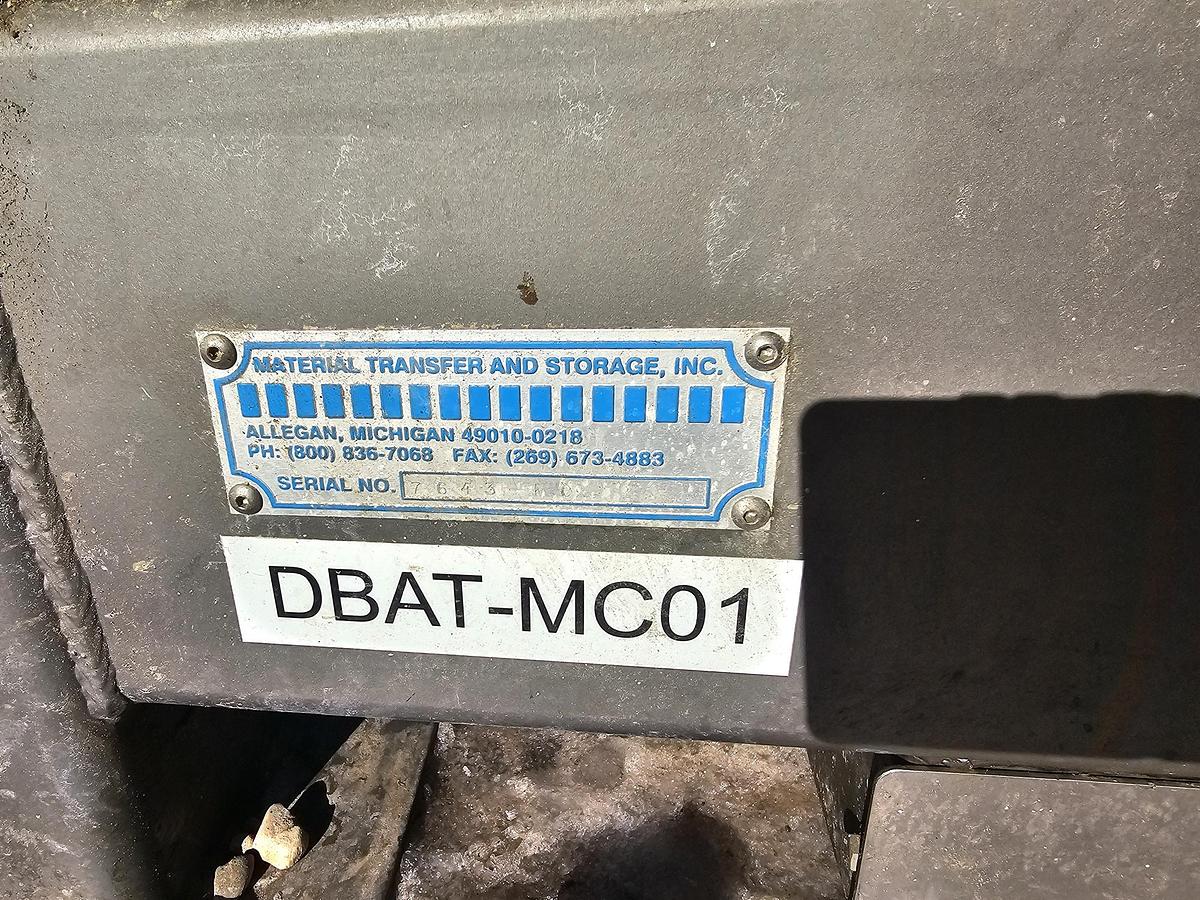 MATERIAL TRANSFER AND STORAGE, INC.
ALLEGAN, MICHIGAN 49010-0218
PH: (800) 836-7068 FAX: (269) 673-4883
SERIAL NO. 7643
DBAT-MC01